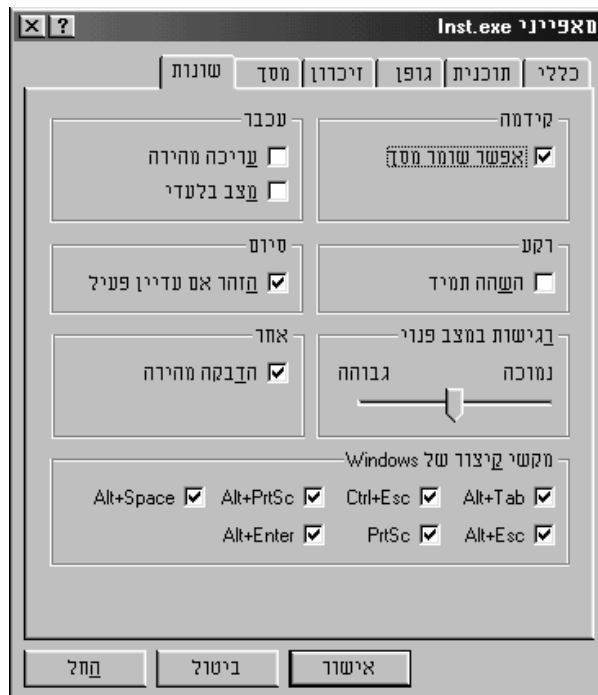 מאפייני Inst.exe
כללי
תוכנית
גופן
זיכרון
מסך
שונות
קידמה
אפשר שומר מסך
עכבר
עריכה מהירה
מצב בלעדי
רקע
השהה תמיד
סיום
הזהר אם עדיין פעיל
רגישות במצב פנוי
נמוכה גבוהה
אחר
הדבקה מהירה
מקשי קיצור של Windows
Alt+Tab Ctrl+Esc Alt+PrtSc Alt+Space
Alt+Esc PrtSc Alt+Enter
אישור ביטול החל